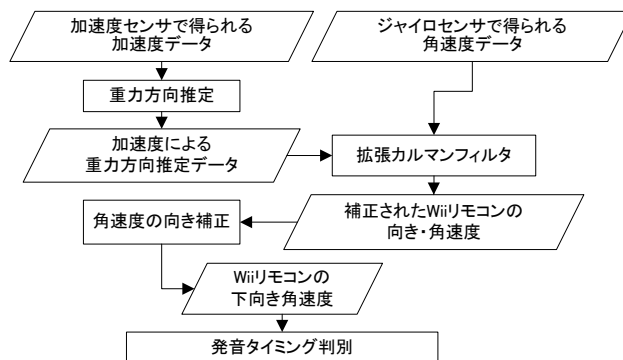 加速度センサで得られる
加速度データ
ジャイロセンサで得られる
角速度データ
重力方向推定
加速度による
重力方向推定データ
拡張カルマンフィルタ
補正されたWiiリモコンの
向き・角速度
角速度の向き補正
Wiiリモコンの
下向き角速度
発音タイミング判別